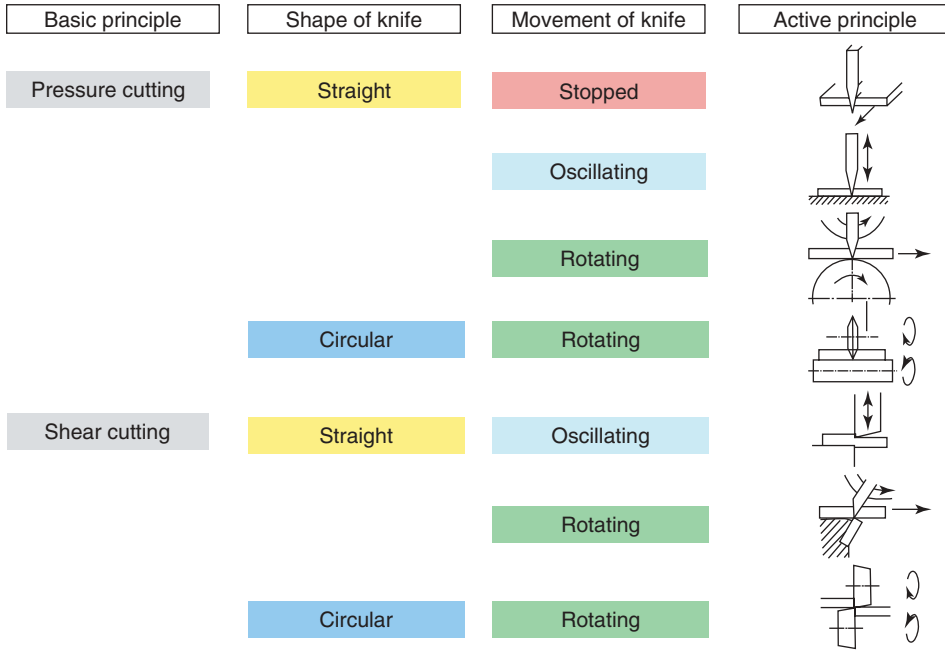 Basic principle
Shape of knife
Movement of knife
Active principle
Pressure cutting
Straight
Stopped
Oscillating
Rotating
Circular
Rotating
Shear cutting
Straight
Oscillating
Rotating
Circular
Rotating